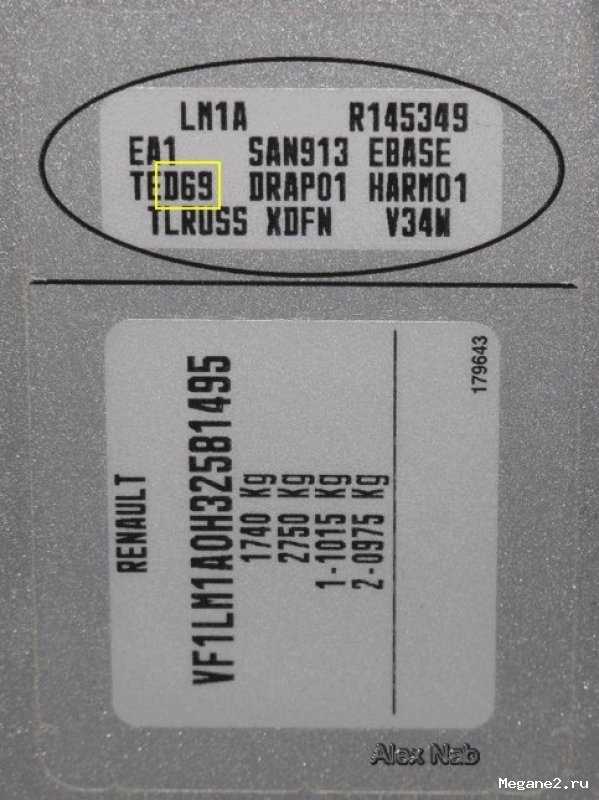 LM1A R145349
EA1 SAN913 EBASE
TED69 DRAP01 HARM01
TLRUSS XDFN V34N
179643
RENAULT
VF1LM1A0H32581495
1740 Kg
2750 Kg
1-1015 Kg
2-0975 Kg
Alex Nab
Megane2.ru